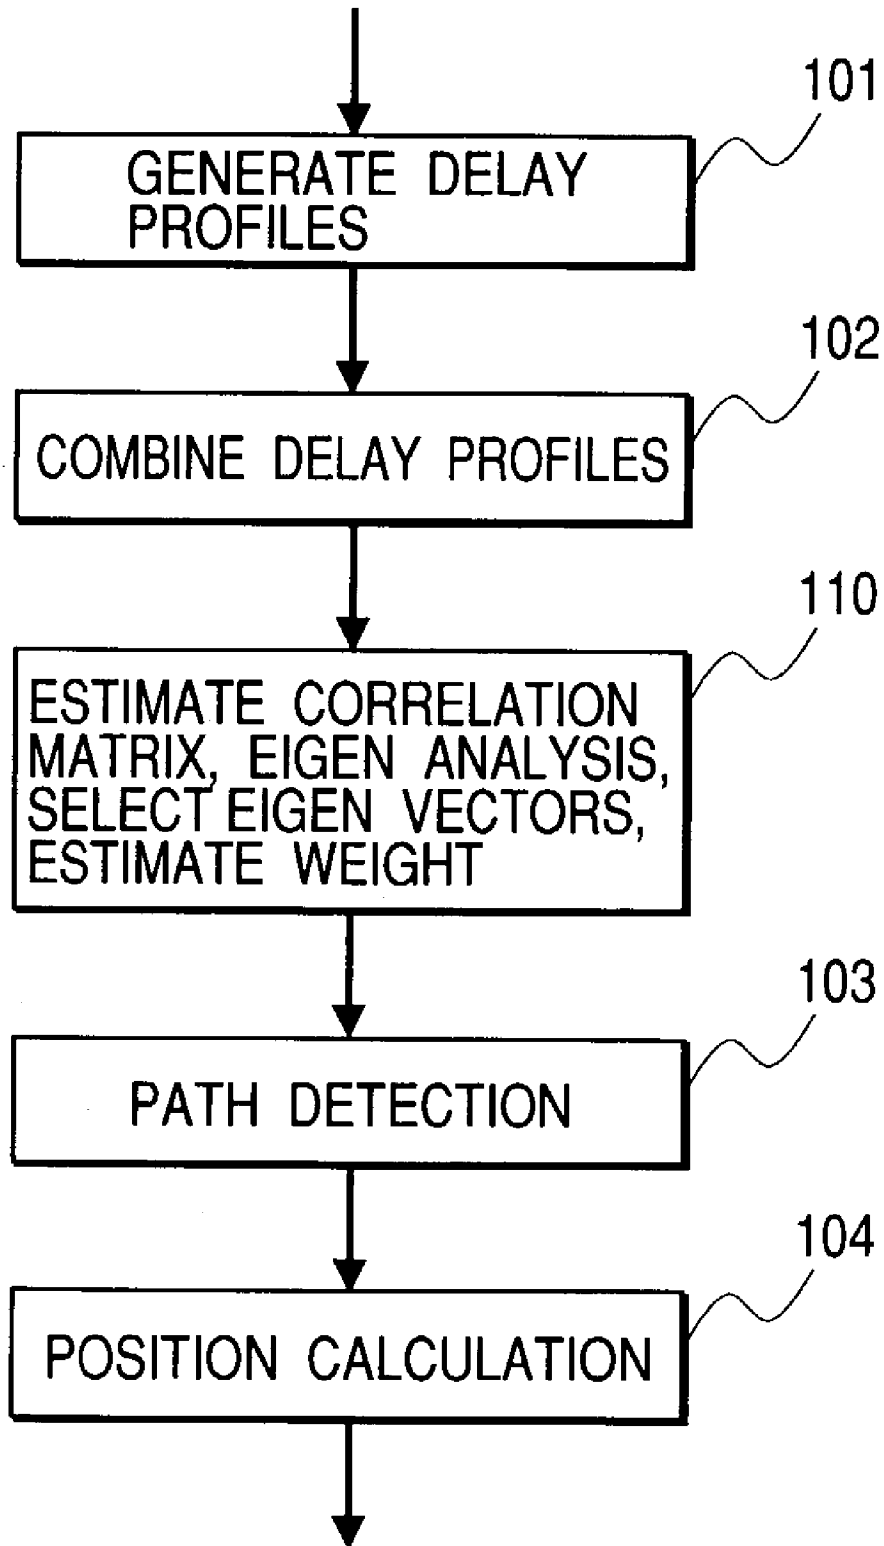 101
GENERATE DELAY
PROFILES
102
COMBINE DELAY PROFILES
110
ESTIMATE CORRELATION
MATRIX, EIGEN ANALYSIS,
SELECT EIGEN VECTORS,
ESTIMATE WEIGHT
103
PATH DETECTION
104
POSITION CALCULATION